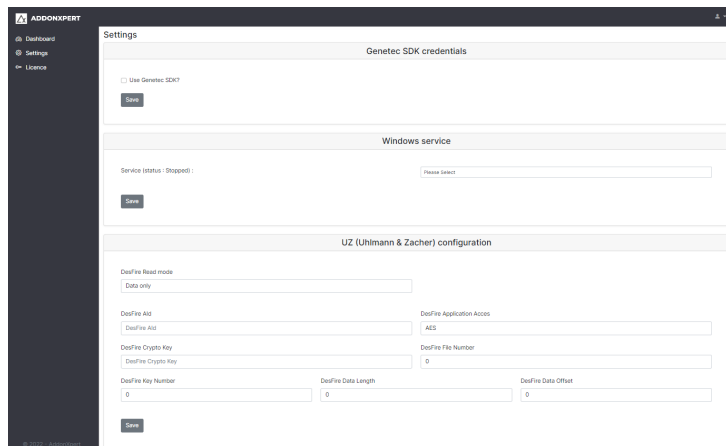 ADDONXPERT
Dashboard
Settings
Licence
Settings
Genetec SDK credentials
Use Genetec SDK?
Save
Windows service
Service (status : Stopped) :
Please Select
Save
UZ (Uhlmann & Zacher) configuration
DesFire Read mode
Data only
DesFire Aid
DesFire Application Acces
DesFire Aid
AES
DesFire Crypto Key
DesFire File Number
DesFire Crypto Key
0
DesFire Key Number
DesFire Data Length
DesFire Data Offset
0
0
0
Save
© 2022 - AddonXpert